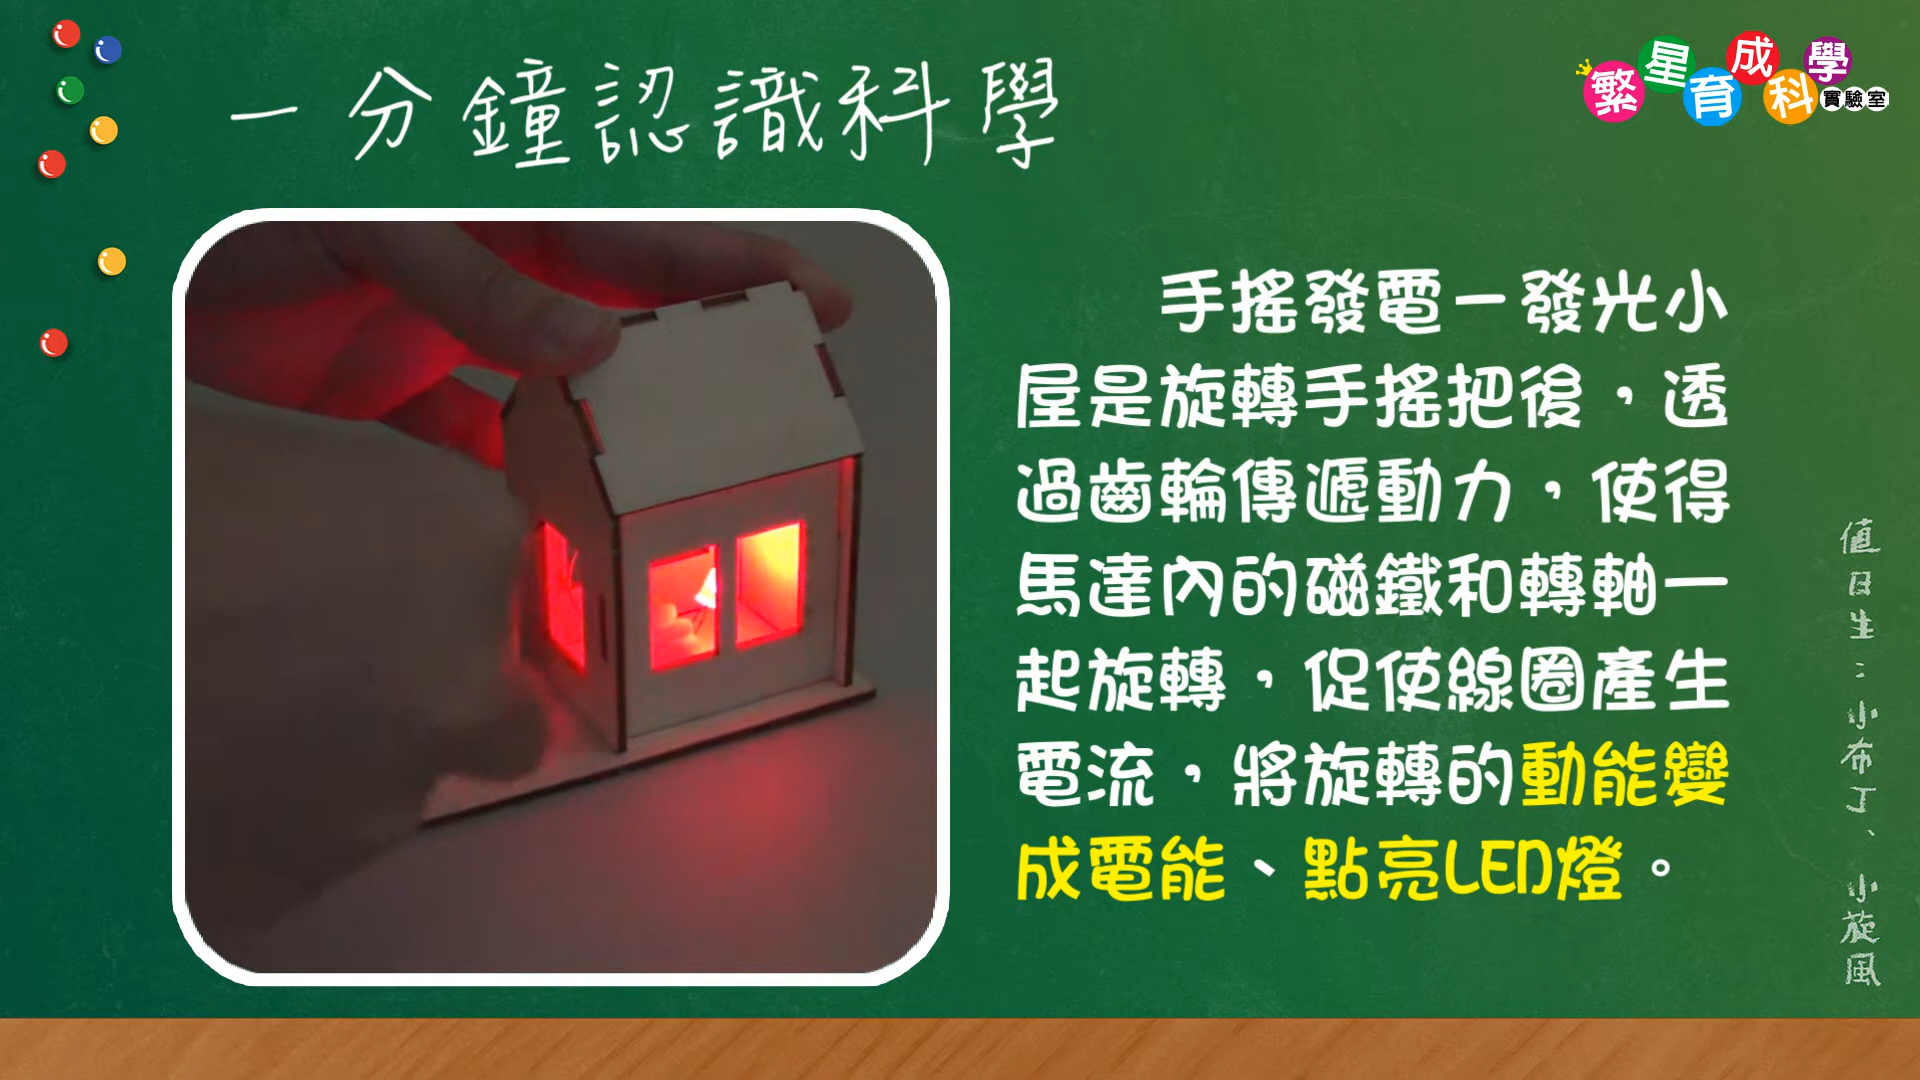 一分鐘認識科學
繁星育成科學實驗室
手搖發電－發光小
屋是旋轉手搖把後，透
過齒輪傳遞動力，使得
馬達內的磁鐵和轉軸一
起旋轉，促使線圈產生
電流，將旋轉的動能變
成電能、點亮LED燈。
值日生：小布丁、小旋風